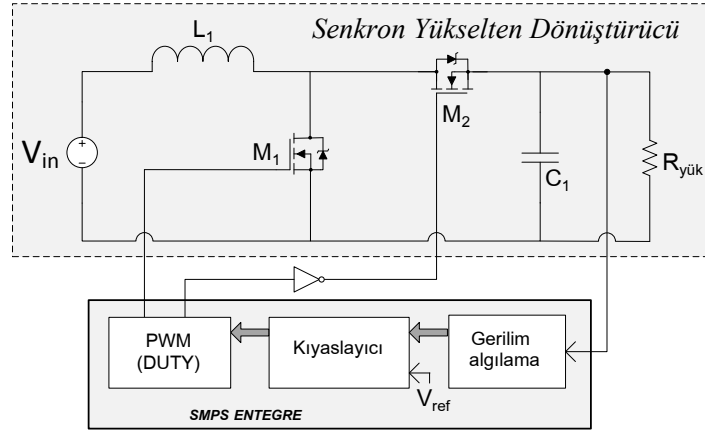 Senkron Yükselten Dönüştürücü
L1
M2
Vin
+
-
M1
C1
Ryük
PWM
(DUTY)
Kıyaslayıcı
Gerilim
algılama
Vref
SMPS ENTEGRE